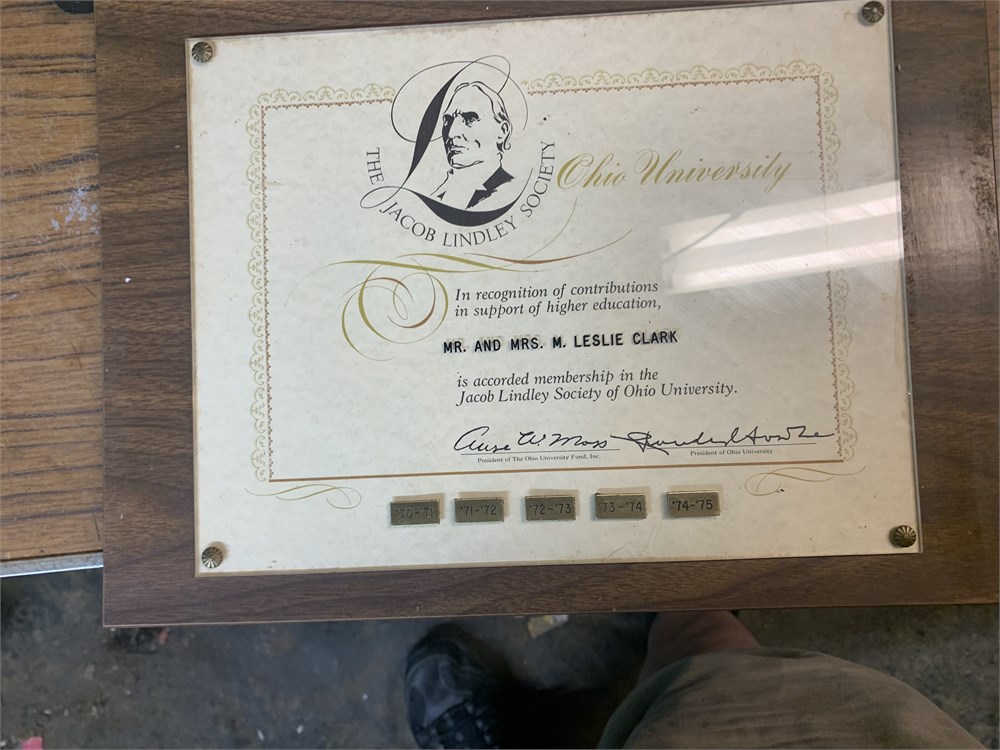 THE JACOB LINDLEY SOCIETY
Ohio University
In recognition of contributions
in support of higher education,
MR. AND MRS. M. LESLIE CLARK
is accorded membership in the
Jacob Lindley Society of Ohio University.
President of The Ohio University Fund, Inc.
President of Ohio University
'70-'71 '71-'72 '72-'73 '73-'74 '74-'75